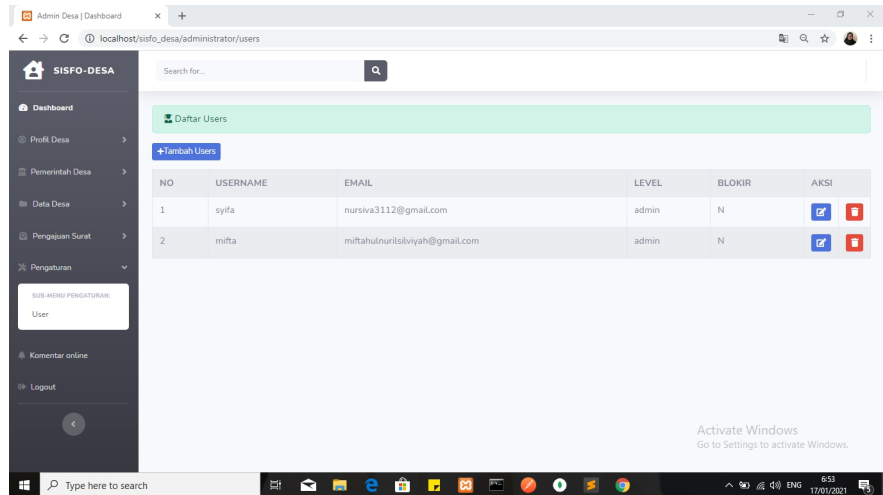 Admin Desa | Dashboard
localhost/sisfo_desa/administrator/users
SISFO-DESA
Search for...
Dashboard
Profil Desa
Pemerintah Desa
Data Desa
Pengajuan Surat
Pengaturan
SUB-MENU PENGATURAN:
User
Komentar online
Logout
Daftar Users
+Tambah Users
NO USERNAME EMAIL LEVEL BLOKIR AKSI
1 syifa nursiva3112@gmail.com admin N
2 mifta miftahulnurilsilviyah@gmail.com admin N
Activate Windows
Go to Settings to activate Windows.
Type here to search
ENG
6:53
17/01/2021